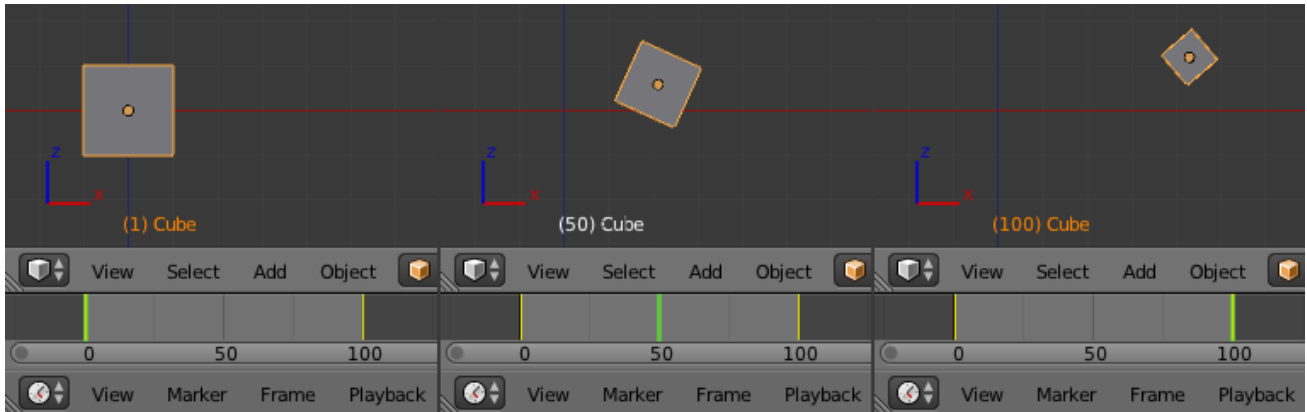 z
x
(1) Cube
View Select Add Object
0 50 100
View Marker Frame Playback
z
x
(50) Cube
View Select Add Object
0 50 100
View Marker Frame Playback
z
x
(100) Cube
View Select Add Object
0 50 100
View Marker Frame Playback